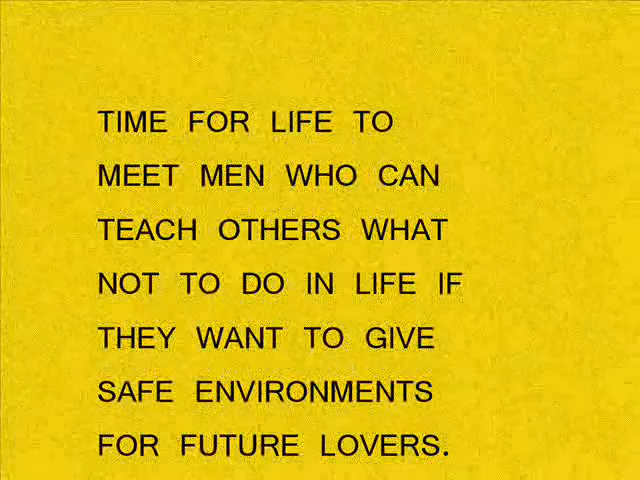 TIME FOR LIFE TO
MEET MEN WHO CAN
TEACH OTHERS WHAT
NOT TO DO IN LIFE IF
THEY WANT TO GIVE
SAFE ENVIRONMENTS
FOR FUTURE LOVERS.